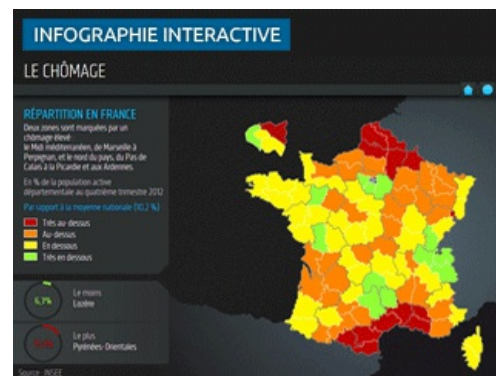 INFOGRAPHIE INTERACTIVE
LE CHÔMAGE
RÉPARTITION EN FRANCE
Deux zones sont marquées par un
chômage élevé
le Midi méditerranéen, de Marseille à
Perpignan, et le nord du pays, du Pas de
Calais à la Picardie et aux Ardennes.
En % de la population active
départementale au quatrième trimestre 2012
Par rapport à la moyenne nationale (10,2 %)
Très au-dessus
Au-dessus
En dessous
Très en dessous
Le moins
Lozère
Le plus
Pyrénées-Orientales
Source : INSEE